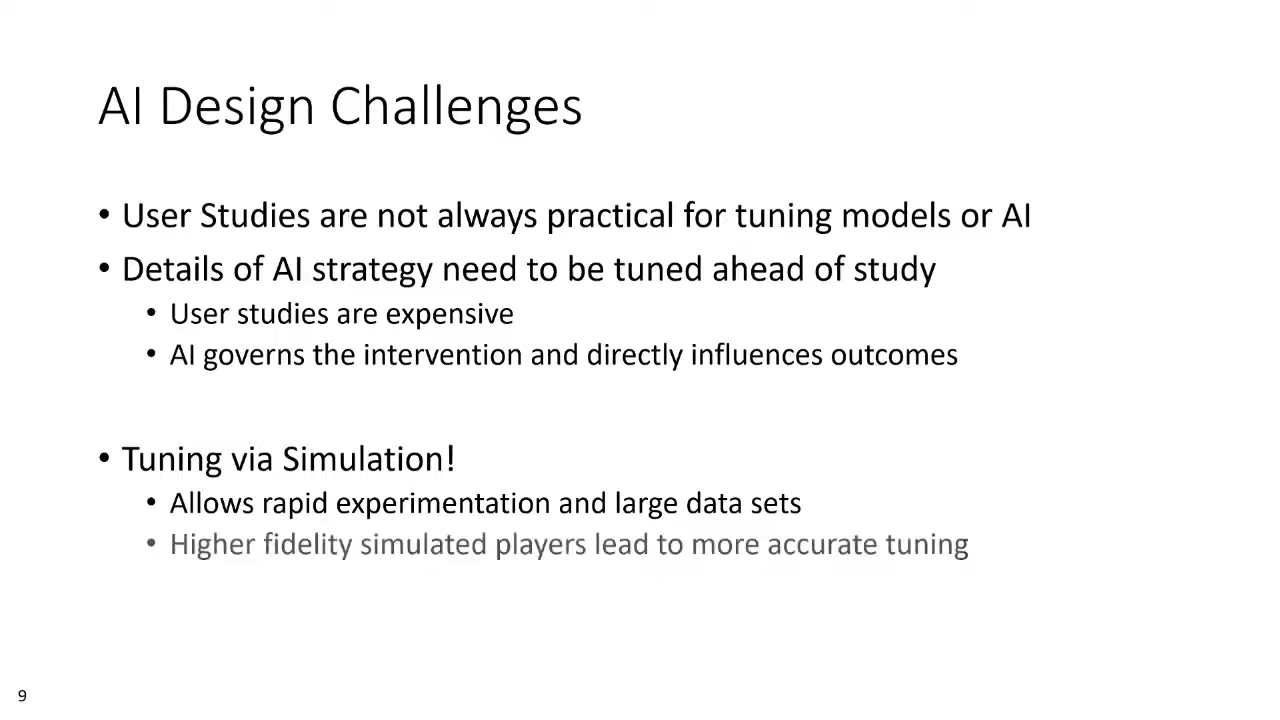 AI Design Challenges
• User Studies are not always practical for tuning models or AI
• Details of AI strategy need to be tuned ahead of study
• User studies are expensive
• AI governs the intervention and directly influences outcomes
• Tuning via Simulation!
• Allows rapid experimentation and large data sets
• Higher fidelity simulated players lead to more accurate tuning
9